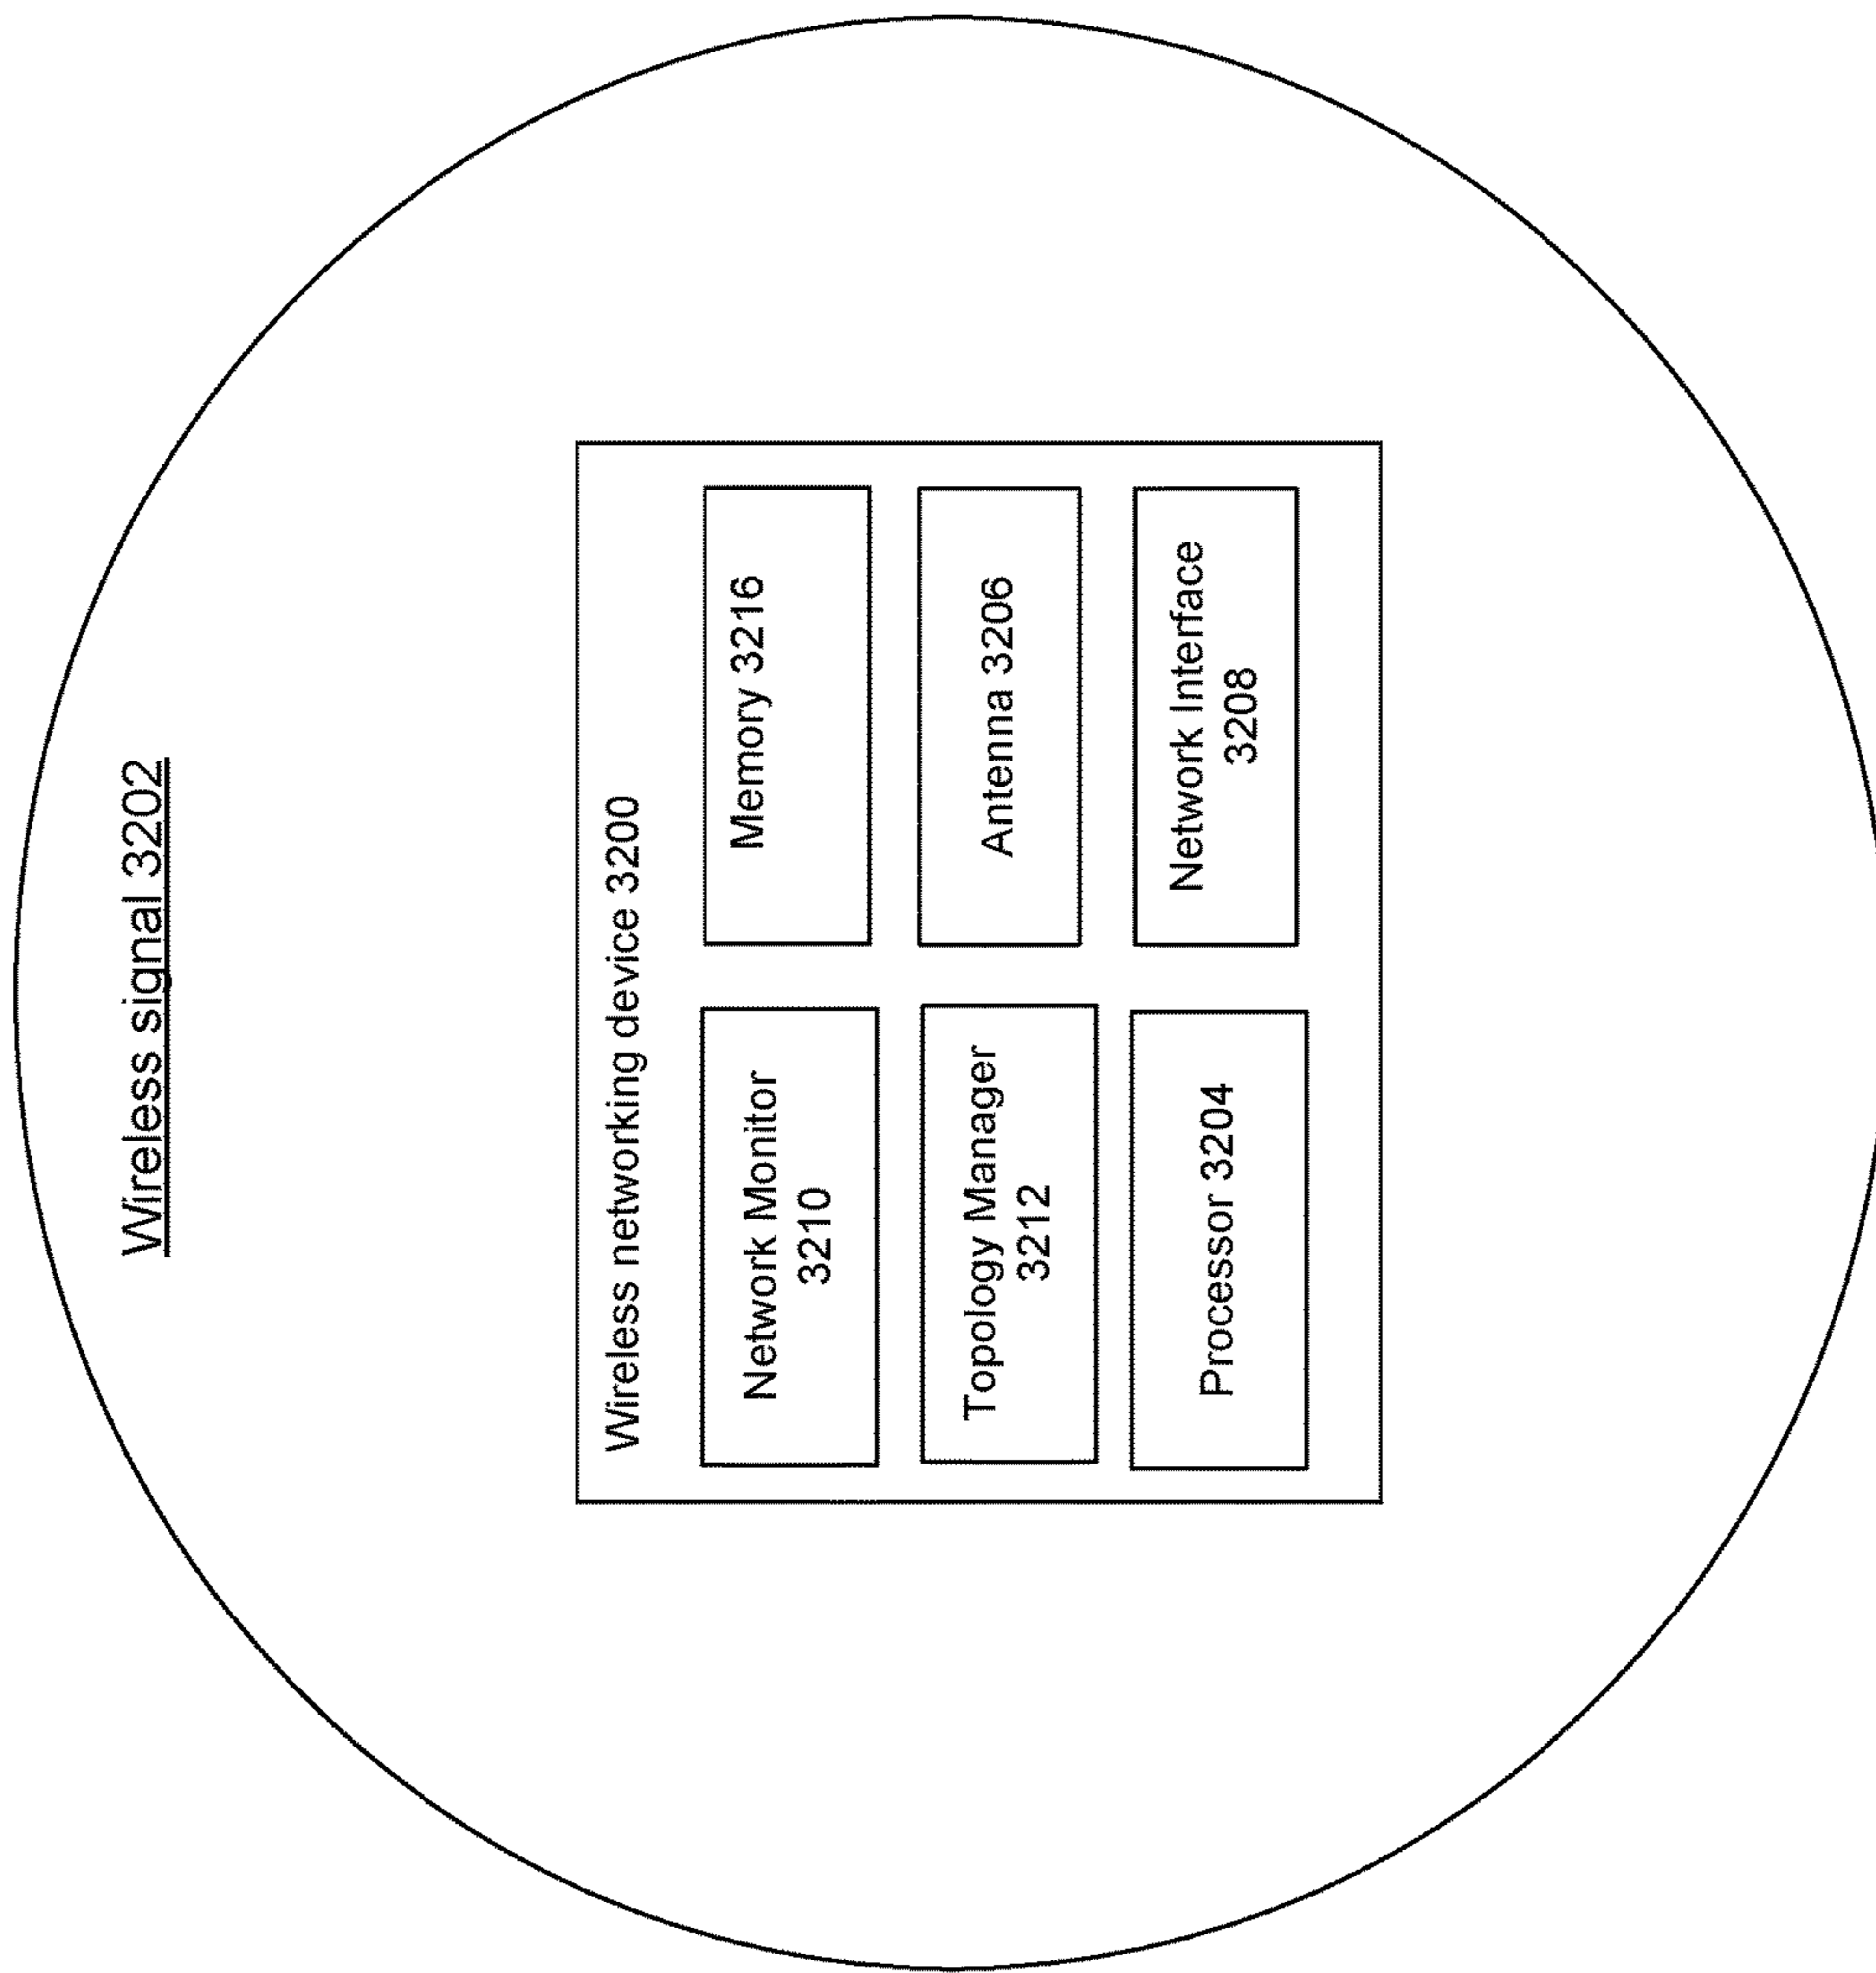 Wireless signal 3202
Wireless networking device 3200
Network Monitor
3210
Memory 3216
Topology Manager
3212
Antenna 3206
Processor 3204
Network Interface
3208